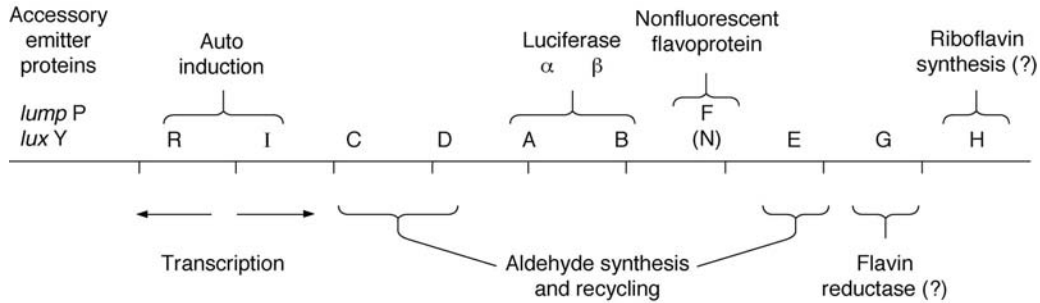 Accessory
emitter
proteins
Auto
induction
Luciferase
α β
Nonfluorescent
flavoprotein
Riboflavin
synthesis (?)
lump P
lux Y
F
R I C D A B (N) E G H
Transcription
Aldehyde synthesis
and recycling
Flavin
reductase (?)